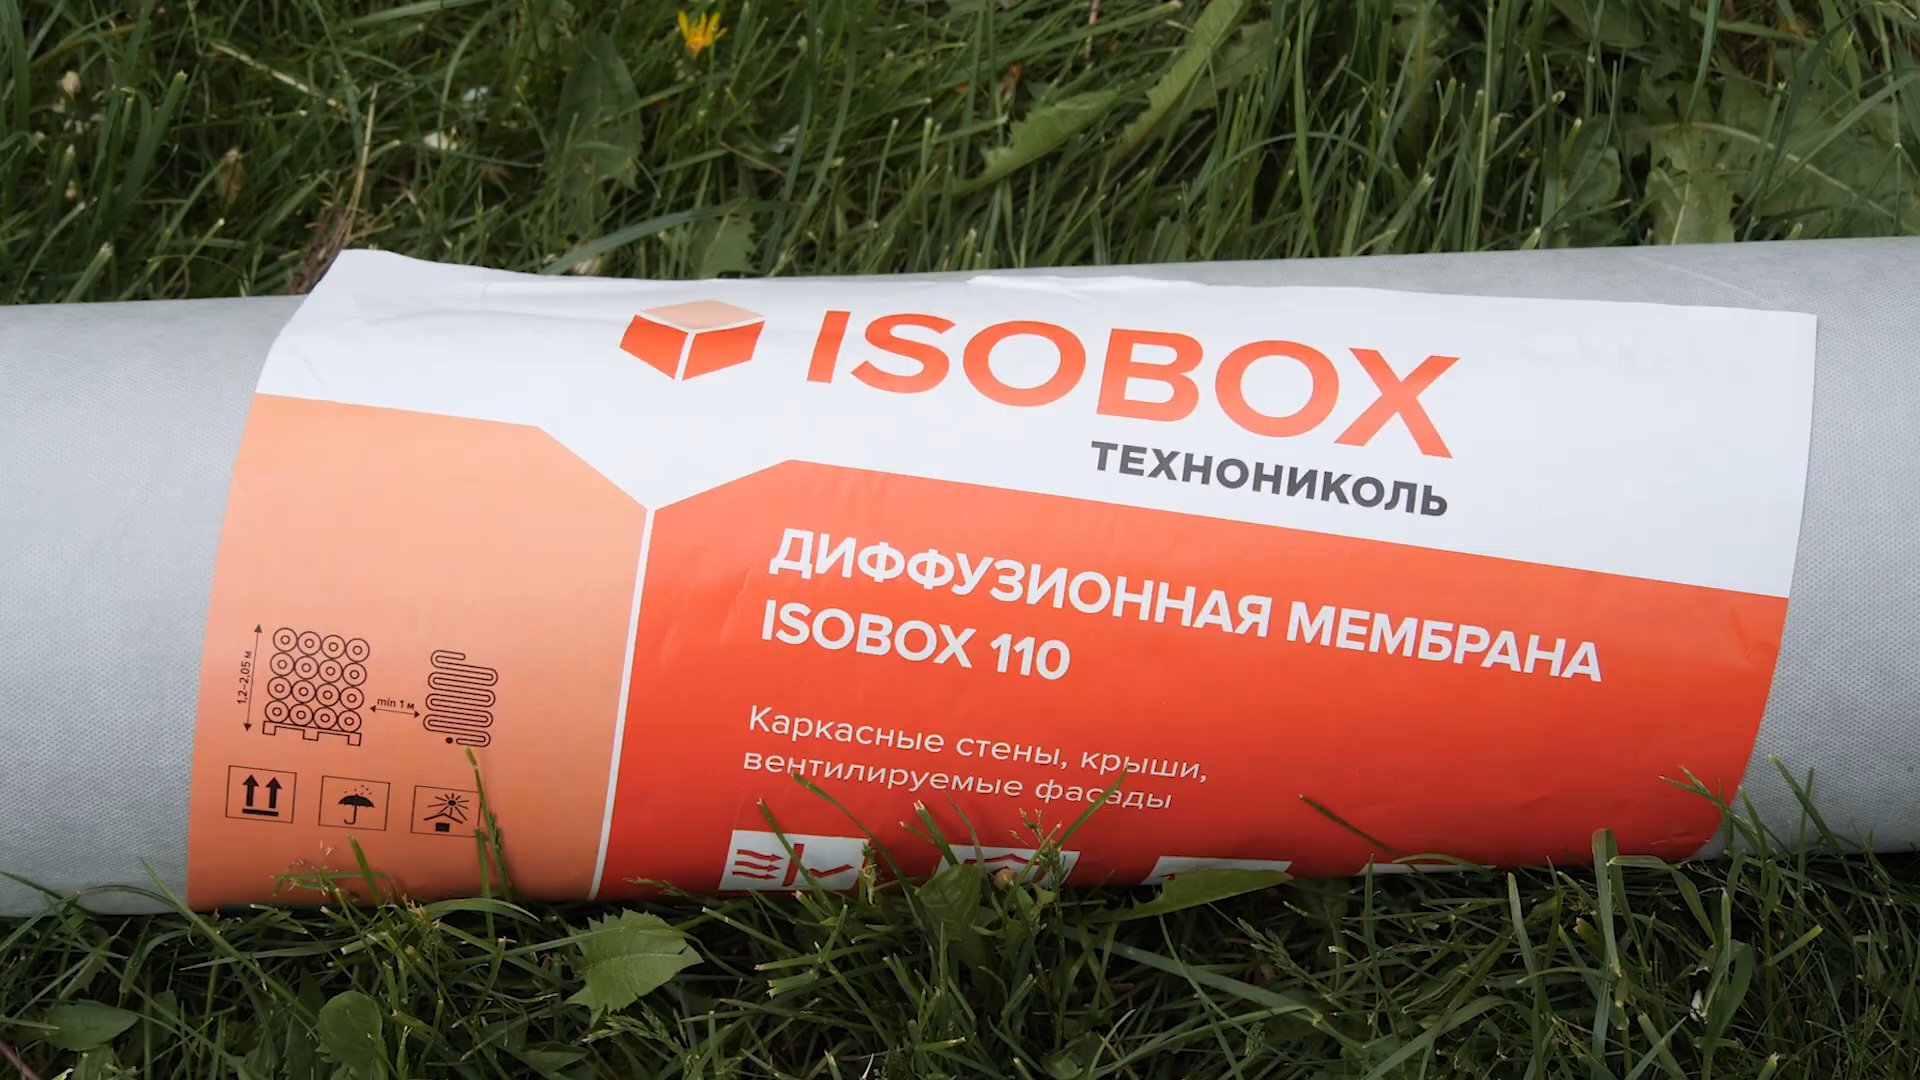 ISOBOX
ТЕХНОНИКОЛЬ
ДИФФУЗИОННАЯ МЕМБРАНА
ISOBOX 110
Каркасные стены, крыши,
вентилируемые фасады
1,2-2,05 м
min 1 м